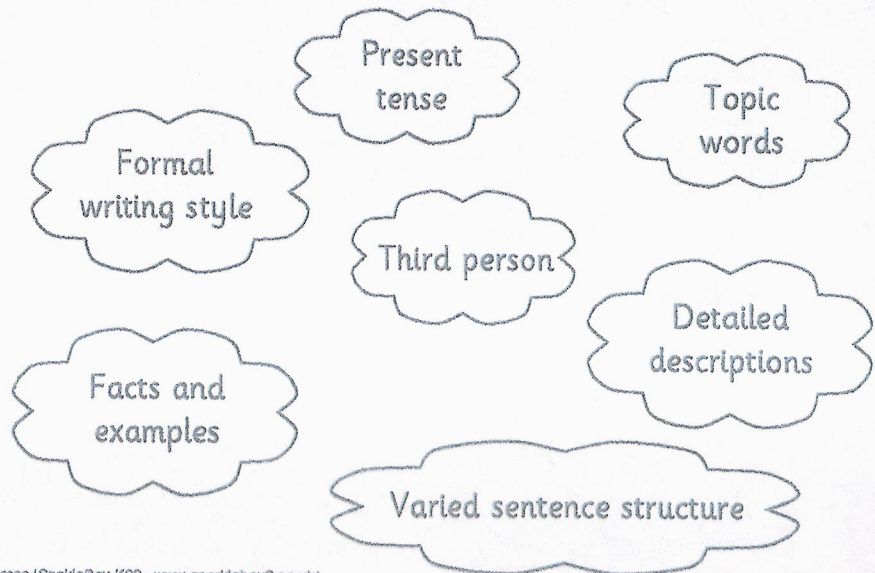 Present
tense
Topic
words
Formal
writing style
Third person
Detailed
descriptions
Facts and
examples
Varied sentence structure